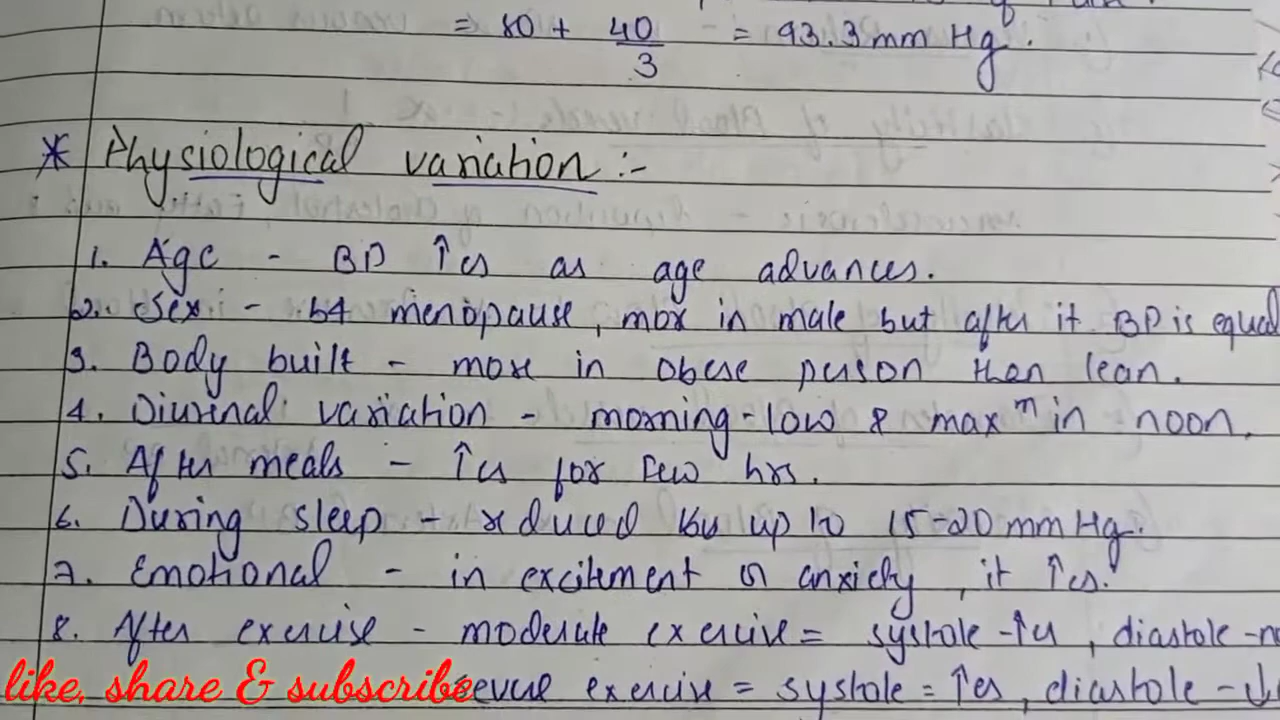 = 80 + 40/3 = 93.3 mm Hg.
* Physiological variation :-
1. Age - BP ↑es as age advances.
2. Sex - b4 menopause, more in male but after it BP is equal
3. Body built - more in obese person then lean.
4. Diurinal variation - morning-low & maxᵐ in noon.
5. After meals - ↑es for few hrs.
6. During sleep - reduced by up to 15-20 mm Hg.
7. Emotional - in excitment or anxiety, it ↑es.
8. After exercise - moderate exercise = systole -↑es, diastole -
like, share & subscribe severe exercise = systole = ↑es, diastole - ↓